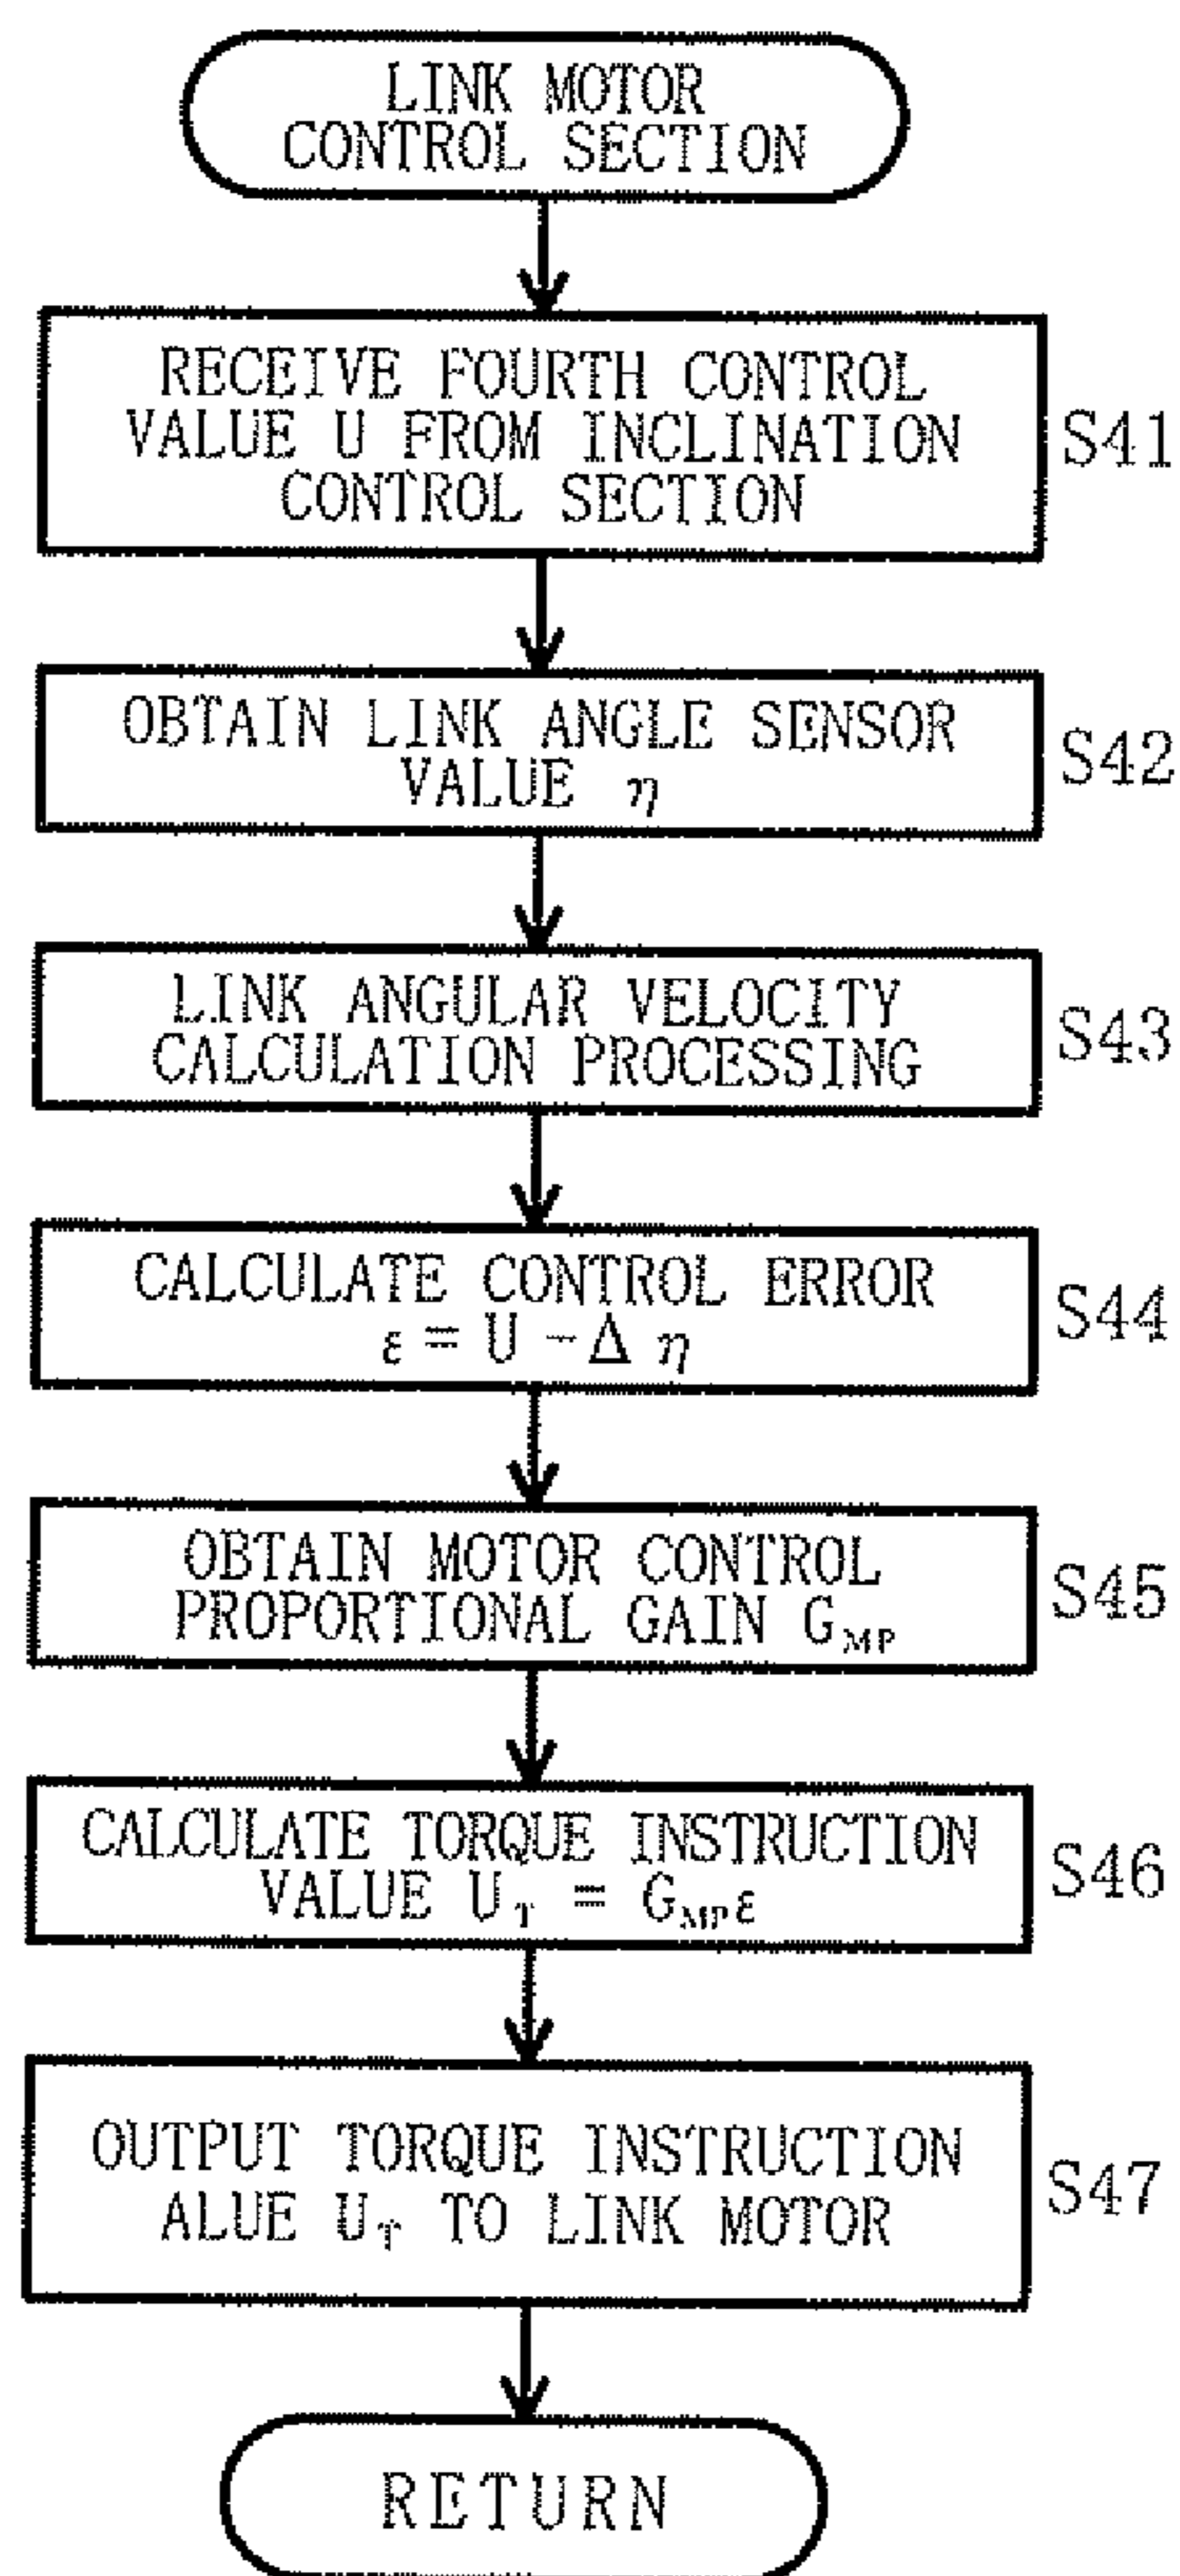 LINK MOTOR
CONTROL SECTION
RECEIVE FOURTH CONTROL
VALUE U FROM INCLINATION
CONTROL SECTION
S41
OBTAIN LINK ANGLE SENSOR
VALUE η
S42
LINK ANGULAR VELOCITY
CALCULATION PROCESSING
S43
CALCULATE CONTROL ERROR
ε = U - Δ η
S44
OBTAIN MOTOR CONTROL
PROPORTIONAL GAIN G_MP
S45
CALCULATE TORQUE INSTRUCTION
VALUE U_T = G_MP ε
S46
OUTPUT TORQUE INSTRUCTION
ALUE U_T TO LINK MOTOR
S47
RETURN